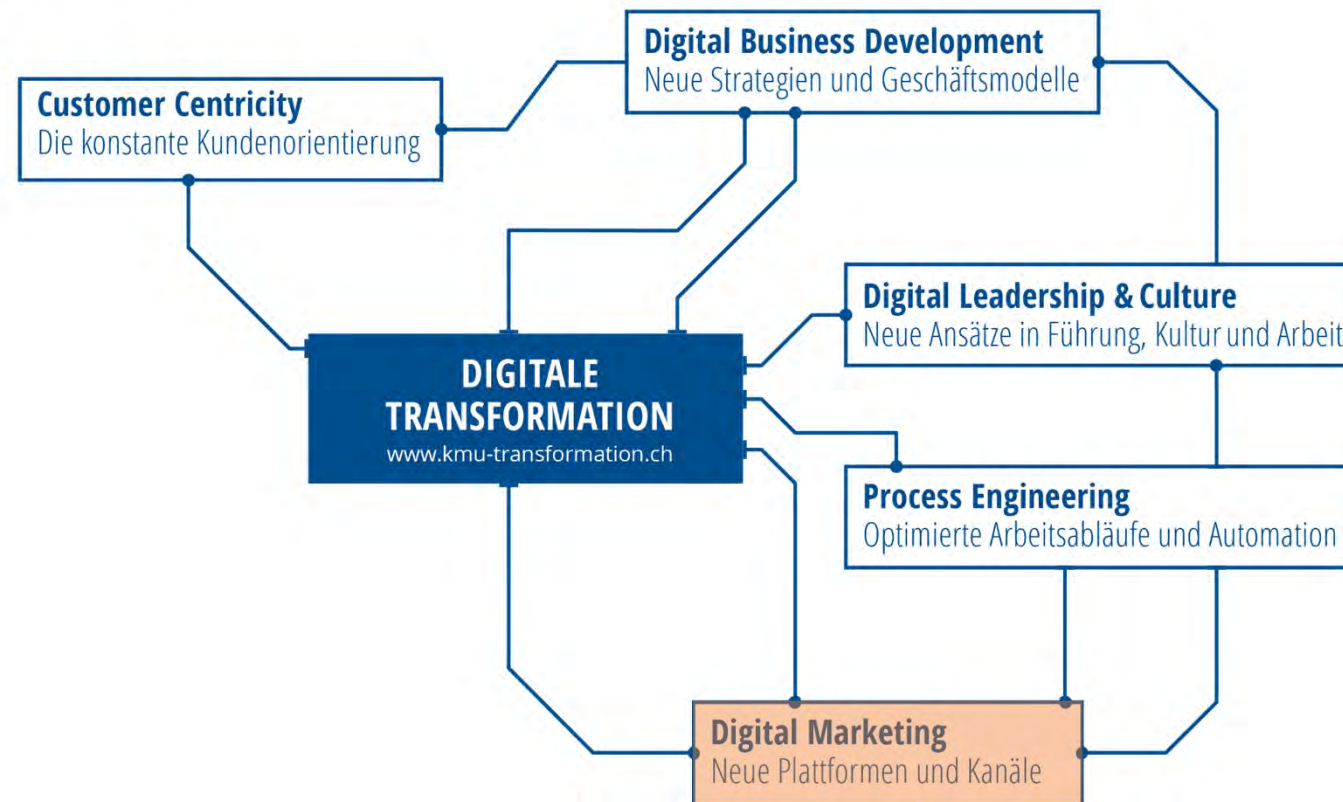 Digital Business Development
Neue Strategien und Geschäftsmodelle
Customer Centricity
Die konstante Kundenorientierung
Digital Leadership & Culture
Neue Ansätze in Führung, Kultur und Arbeit
DIGITALE
TRANSFORMATION
www.kmu-transformation.ch
Process Engineering
Optimierte Arbeitsabläufe und Automation
Digital Marketing
Neue Plattformen und Kanäle